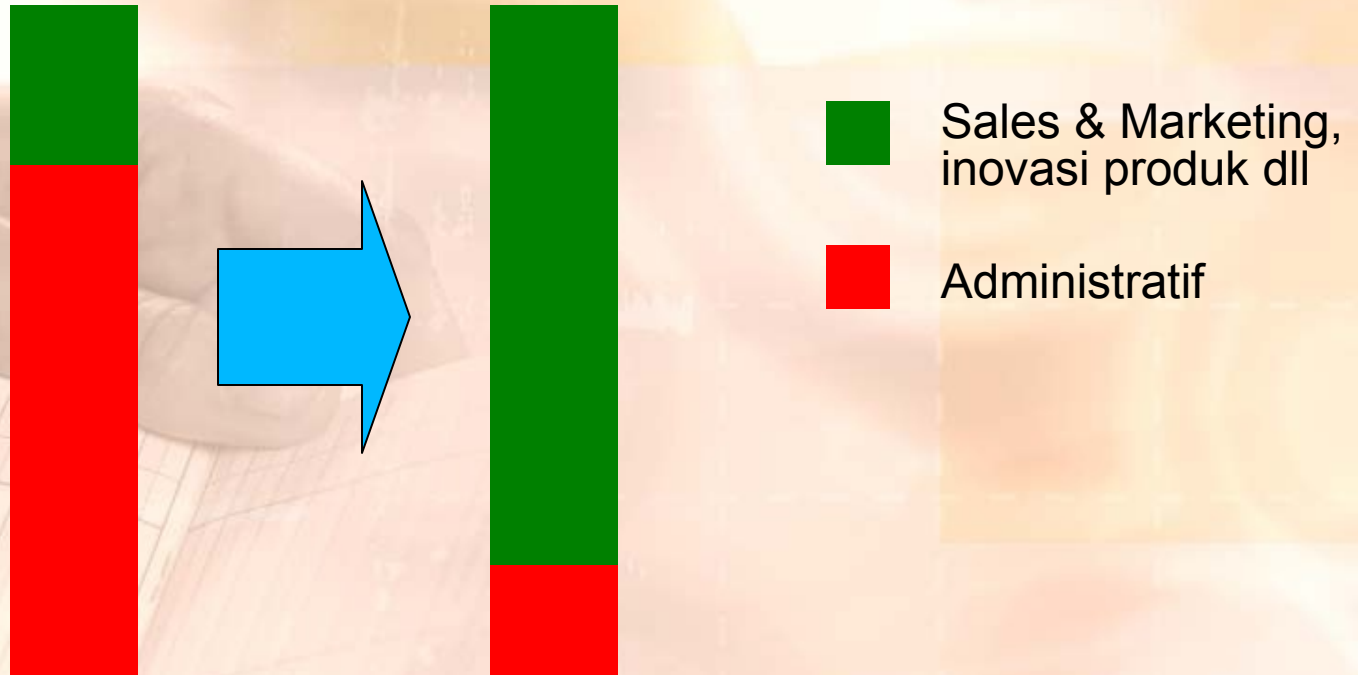 Sales & Marketing,
inovasi produk dll
Administratif